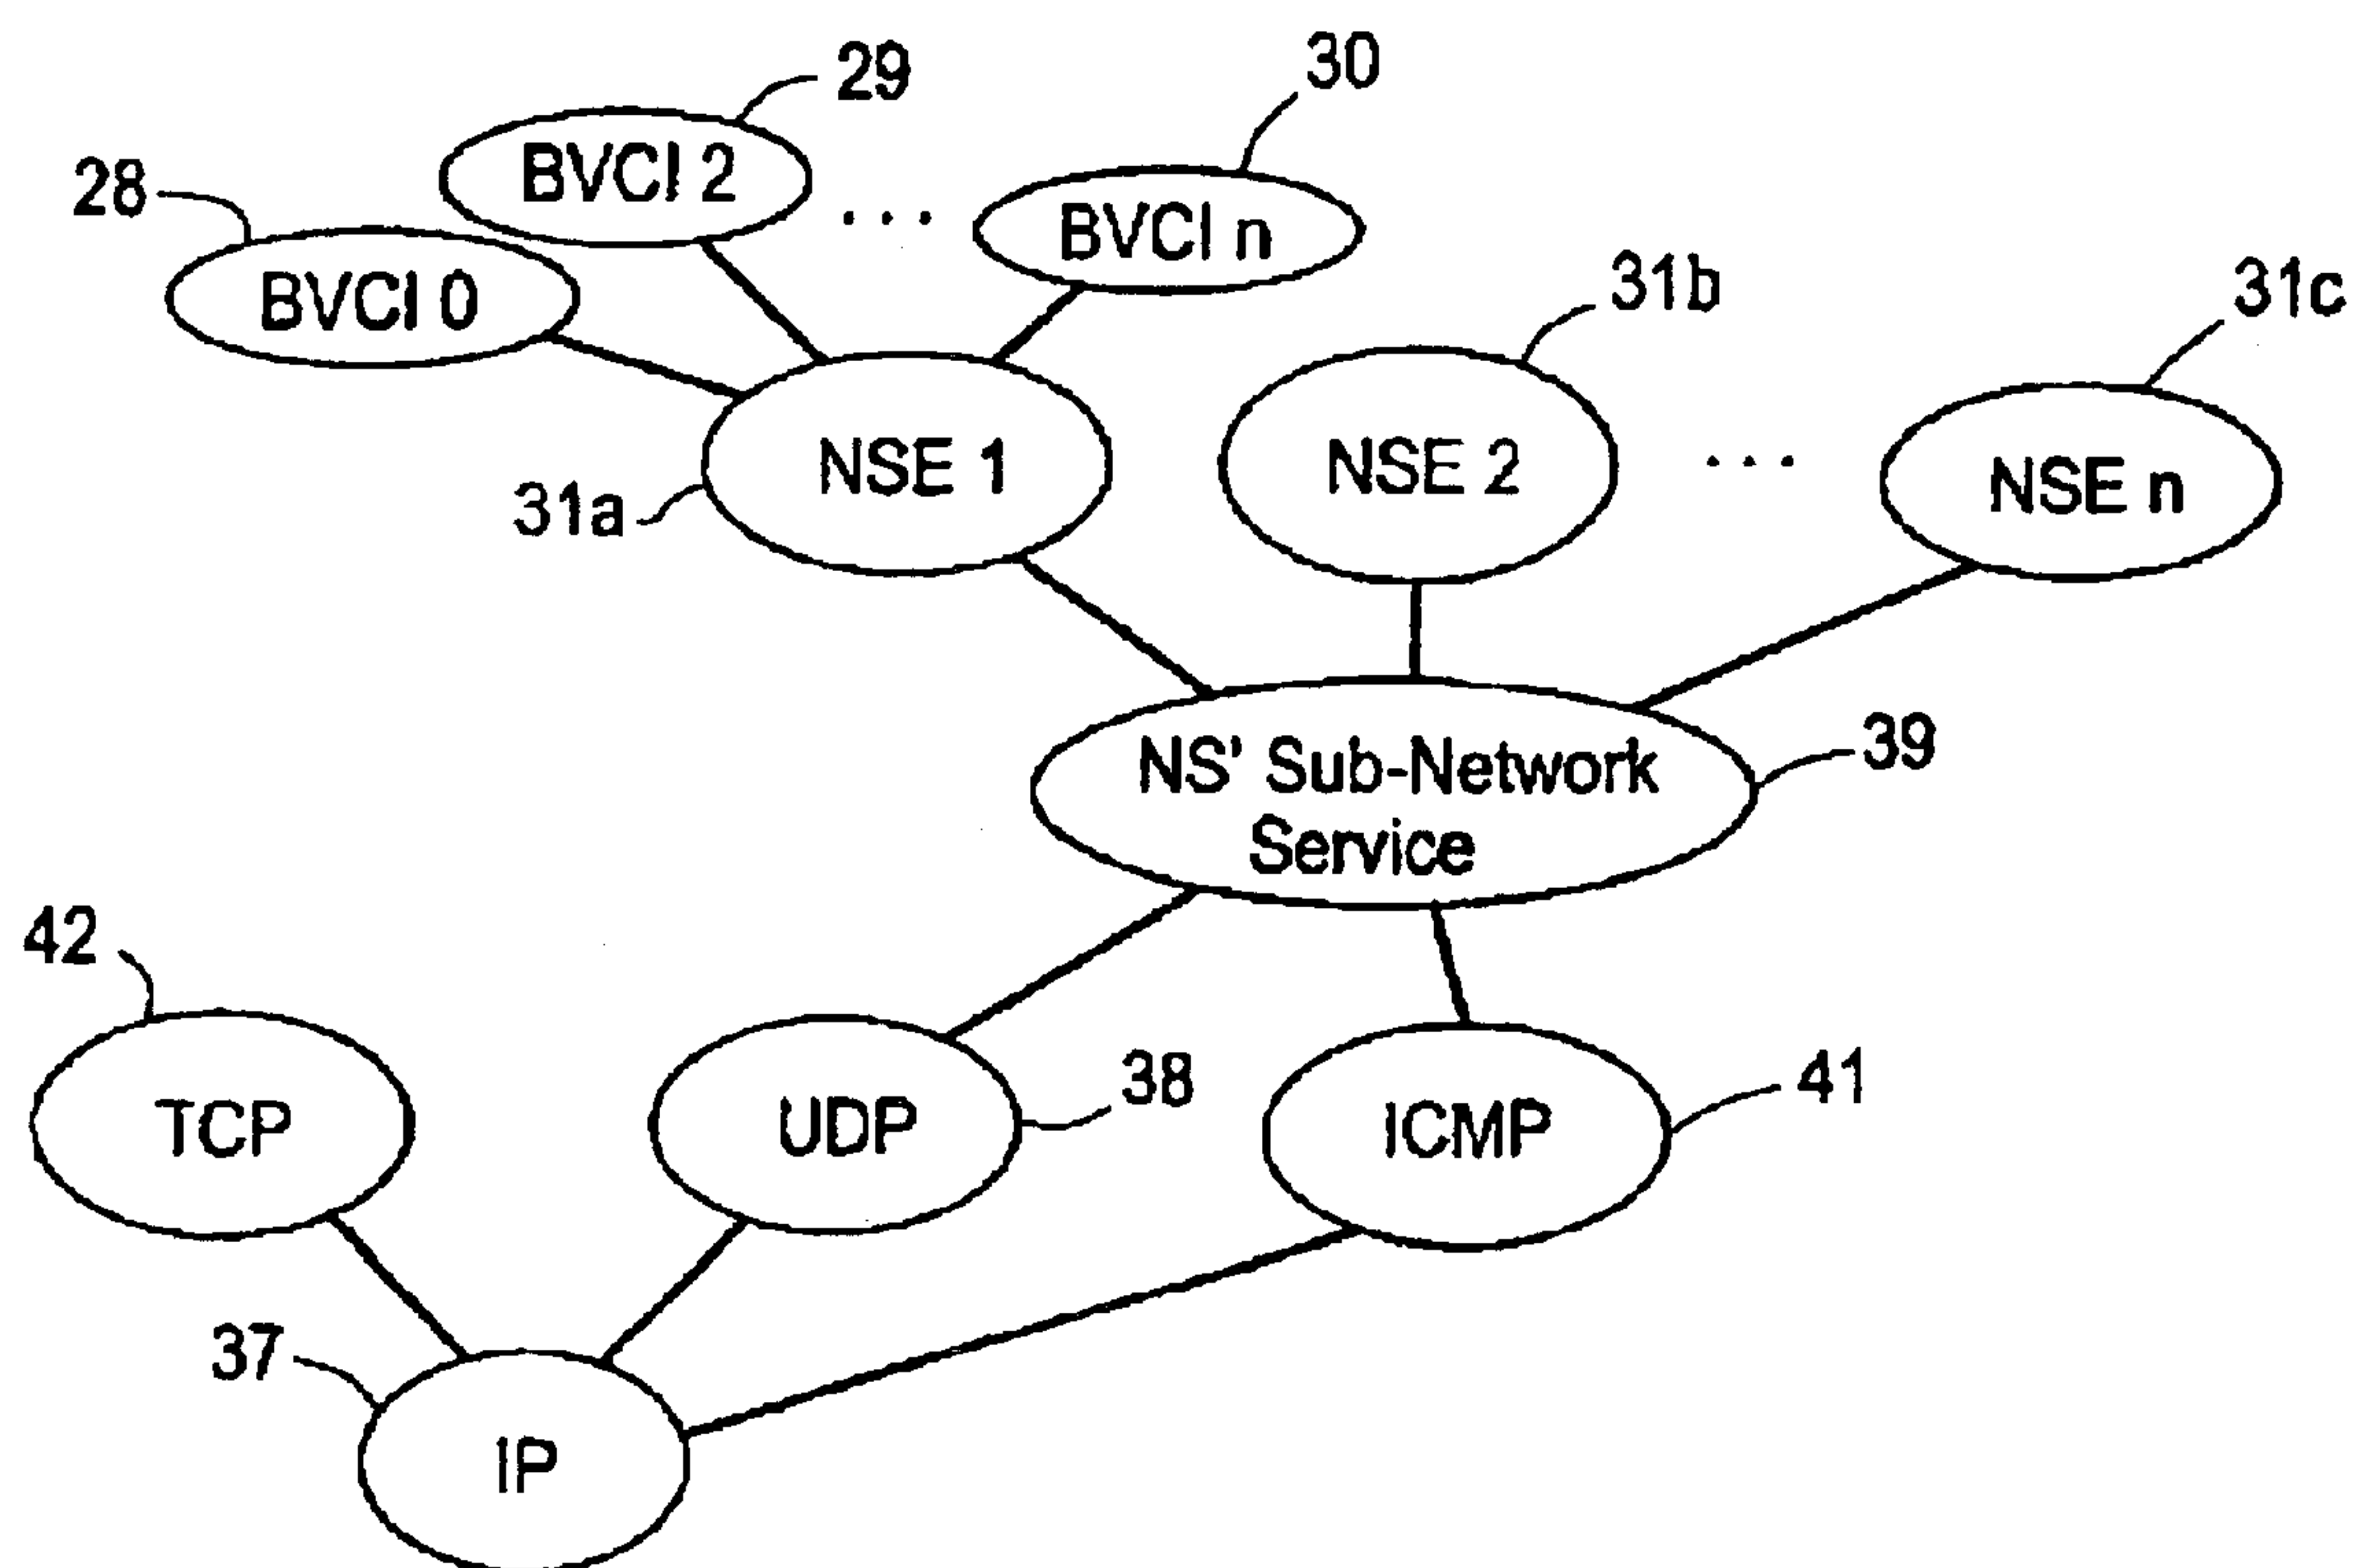 29
30
28
BVCI 2
...
BVCI n
BVCI 0
31b
31c
NSE 1
NSE 2
...
NSE n
31a
NS' Sub-Network
Service
39
42
TCP
UDP
38
ICMP
41
37
IP